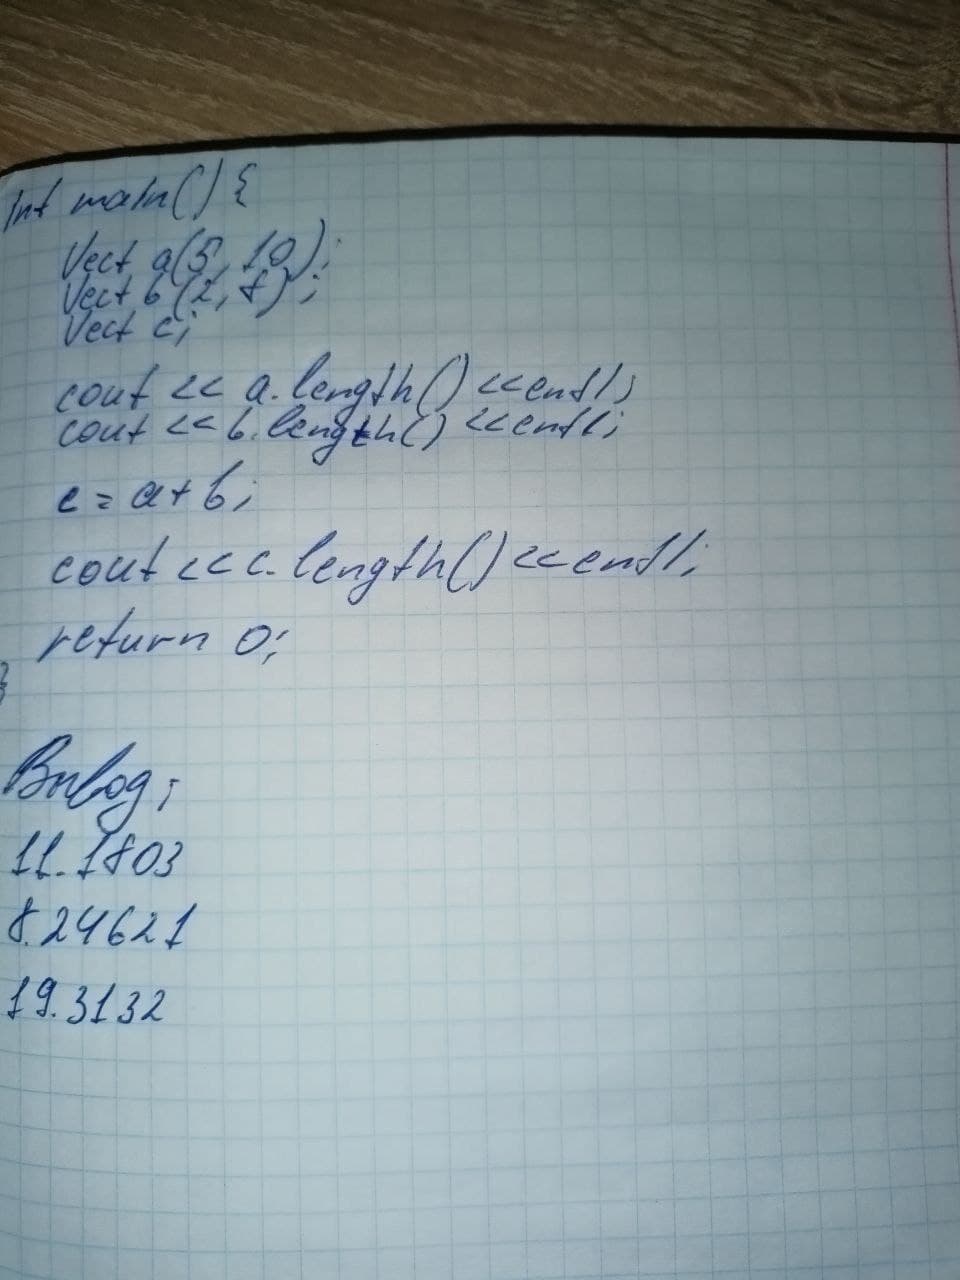 Int main() {
Vect a(5, 10);
Vect b(2, 8);
Vect c;
cout << a.length() <<endl;
cout << b.length() <<endl;
c = a + b;
cout << c.length() <<endl;
return 0;
}
Вывод:
11.1803
8.24621
19.3132